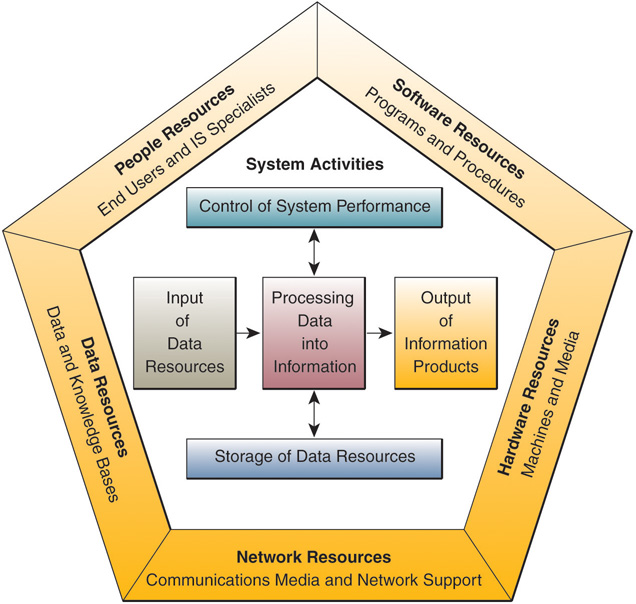 People Resources
End Users and IS Specialists
Software Resources
Programs and Procedures
System Activities
Control of System Performance
Input
of
Data
Resources
Processing
Data
into
Information
Output
of
Information
Products
Storage of Data Resources
Data Resources
Data and Knowledge Bases
Hardware Resources
Machines and Media
Network Resources
Communications Media and Network Support